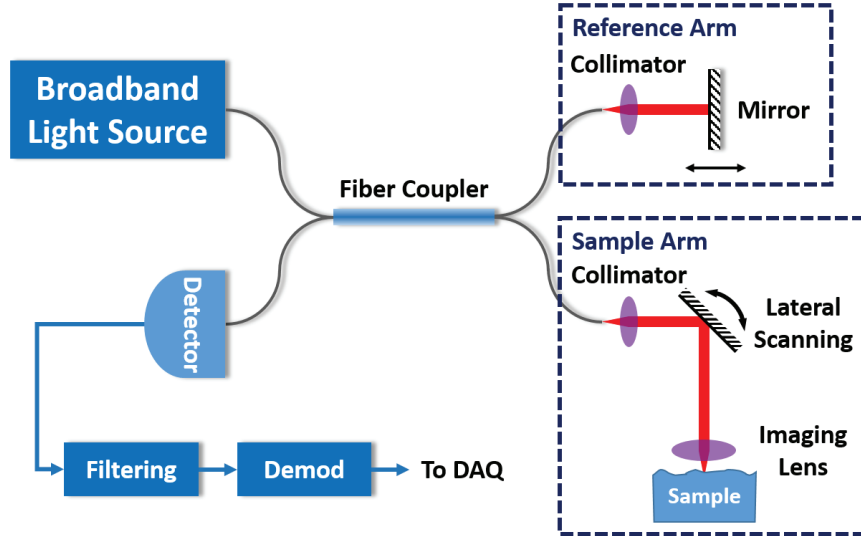 Broadband
Light Source
Fiber Coupler
Reference Arm
Collimator
Mirror
Sample Arm
Collimator
Lateral
Scanning
Imaging
Lens
Sample
Detector
Filtering
Demod
To DAQ